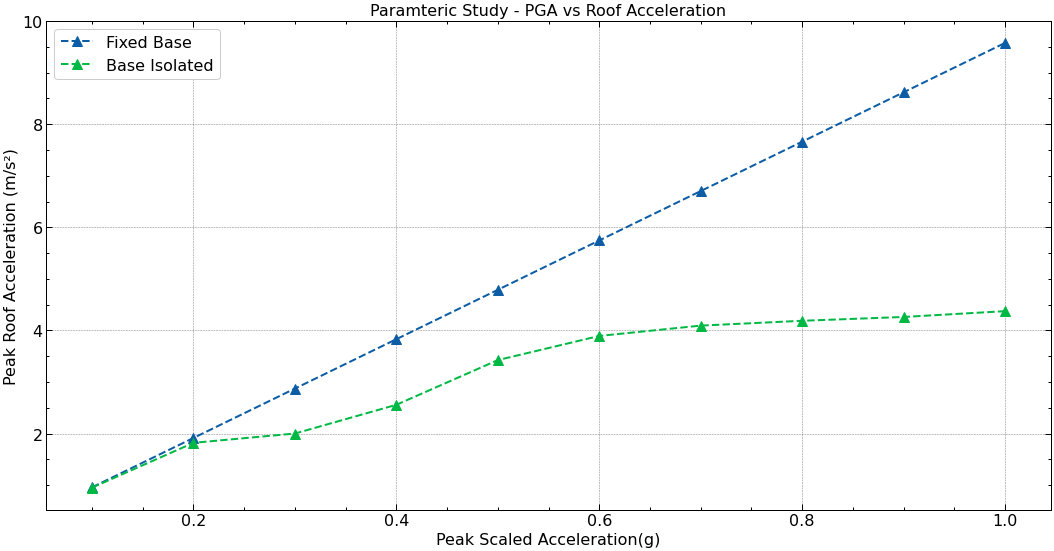 Paramteric Study - PGA vs Roof Acceleration
10
8
6
4
2
Peak Roof Acceleration (m/s²)
Fixed Base
Base Isolated
0.2 0.4 0.6 0.8 1.0
Peak Scaled Acceleration(g)